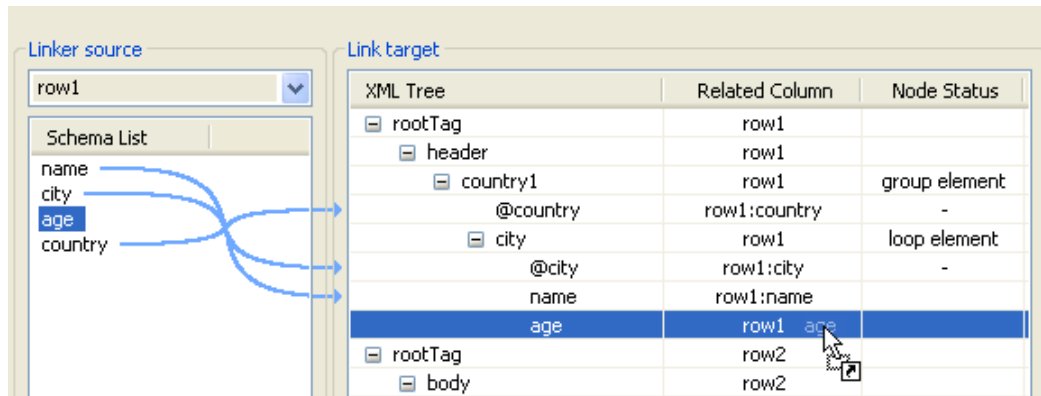 Linker source
row1
Schema List
name
city
age
country
Link target
XML Tree Related Column Node Status
rootTag row1
header row1
country1 row1 group element
@country row1:country -
city row1 loop element
@city row1:city -
name row1:name
age row1 age
rootTag row2
body row2